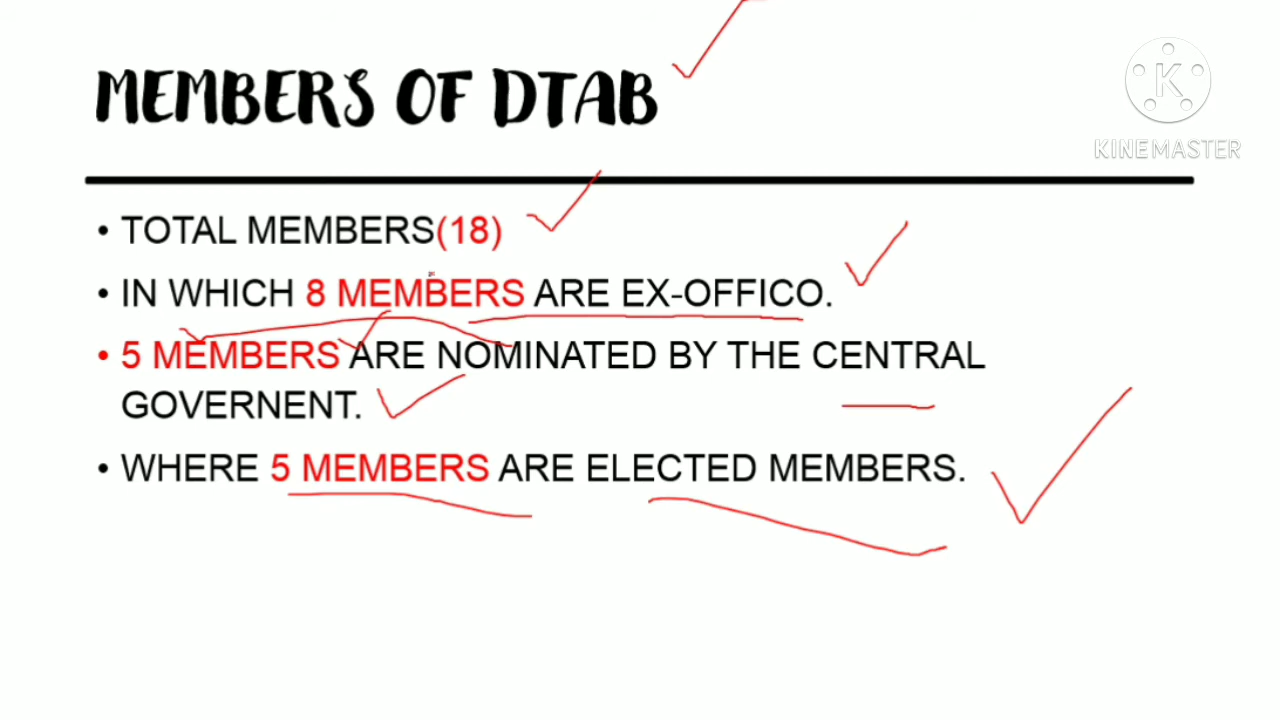 MEMBERS OF DTAB
K
KINEMASTER
• TOTAL MEMBERS(18)
• IN WHICH 8 MEMBERS ARE EX-OFFICO.
• 5 MEMBERS ARE NOMINATED BY THE CENTRAL
GOVERNENT.
• WHERE 5 MEMBERS ARE ELECTED MEMBERS.